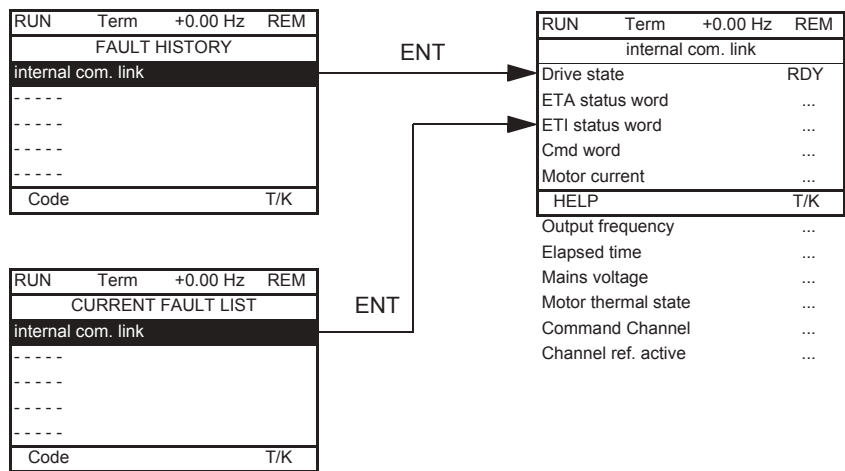 RUN Term +0.00 Hz REM
FAULT HISTORY
internal com. link
- - - - -
- - - - -
- - - - -
- - - - -
Code T/K
ENT
RUN Term +0.00 Hz REM
CURRENT FAULT LIST
internal com. link
- - - - -
- - - - -
- - - - -
- - - - -
Code T/K
ENT
RUN Term +0.00 Hz REM
internal com. link
Drive state RDY
ETA status word ...
ETI status word ...
Cmd word ...
Motor current ...
HELP T/K
Output frequency ...
Elapsed time ...
Mains voltage ...
Motor thermal state ...
Command Channel ...
Channel ref. active ...